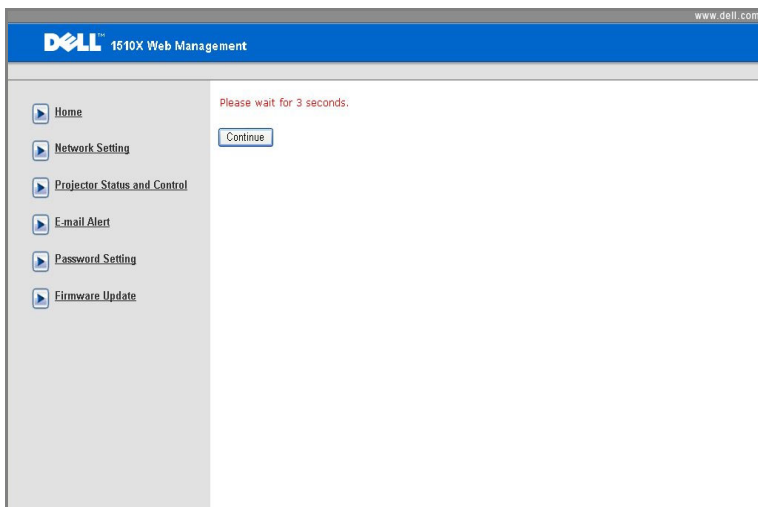 www.dell.com
DELL™ 1510X Web Management
Home
Network Setting
Projector Status and Control
E-mail Alert
Password Setting
Firmware Update
Please wait for 3 seconds.
Continue